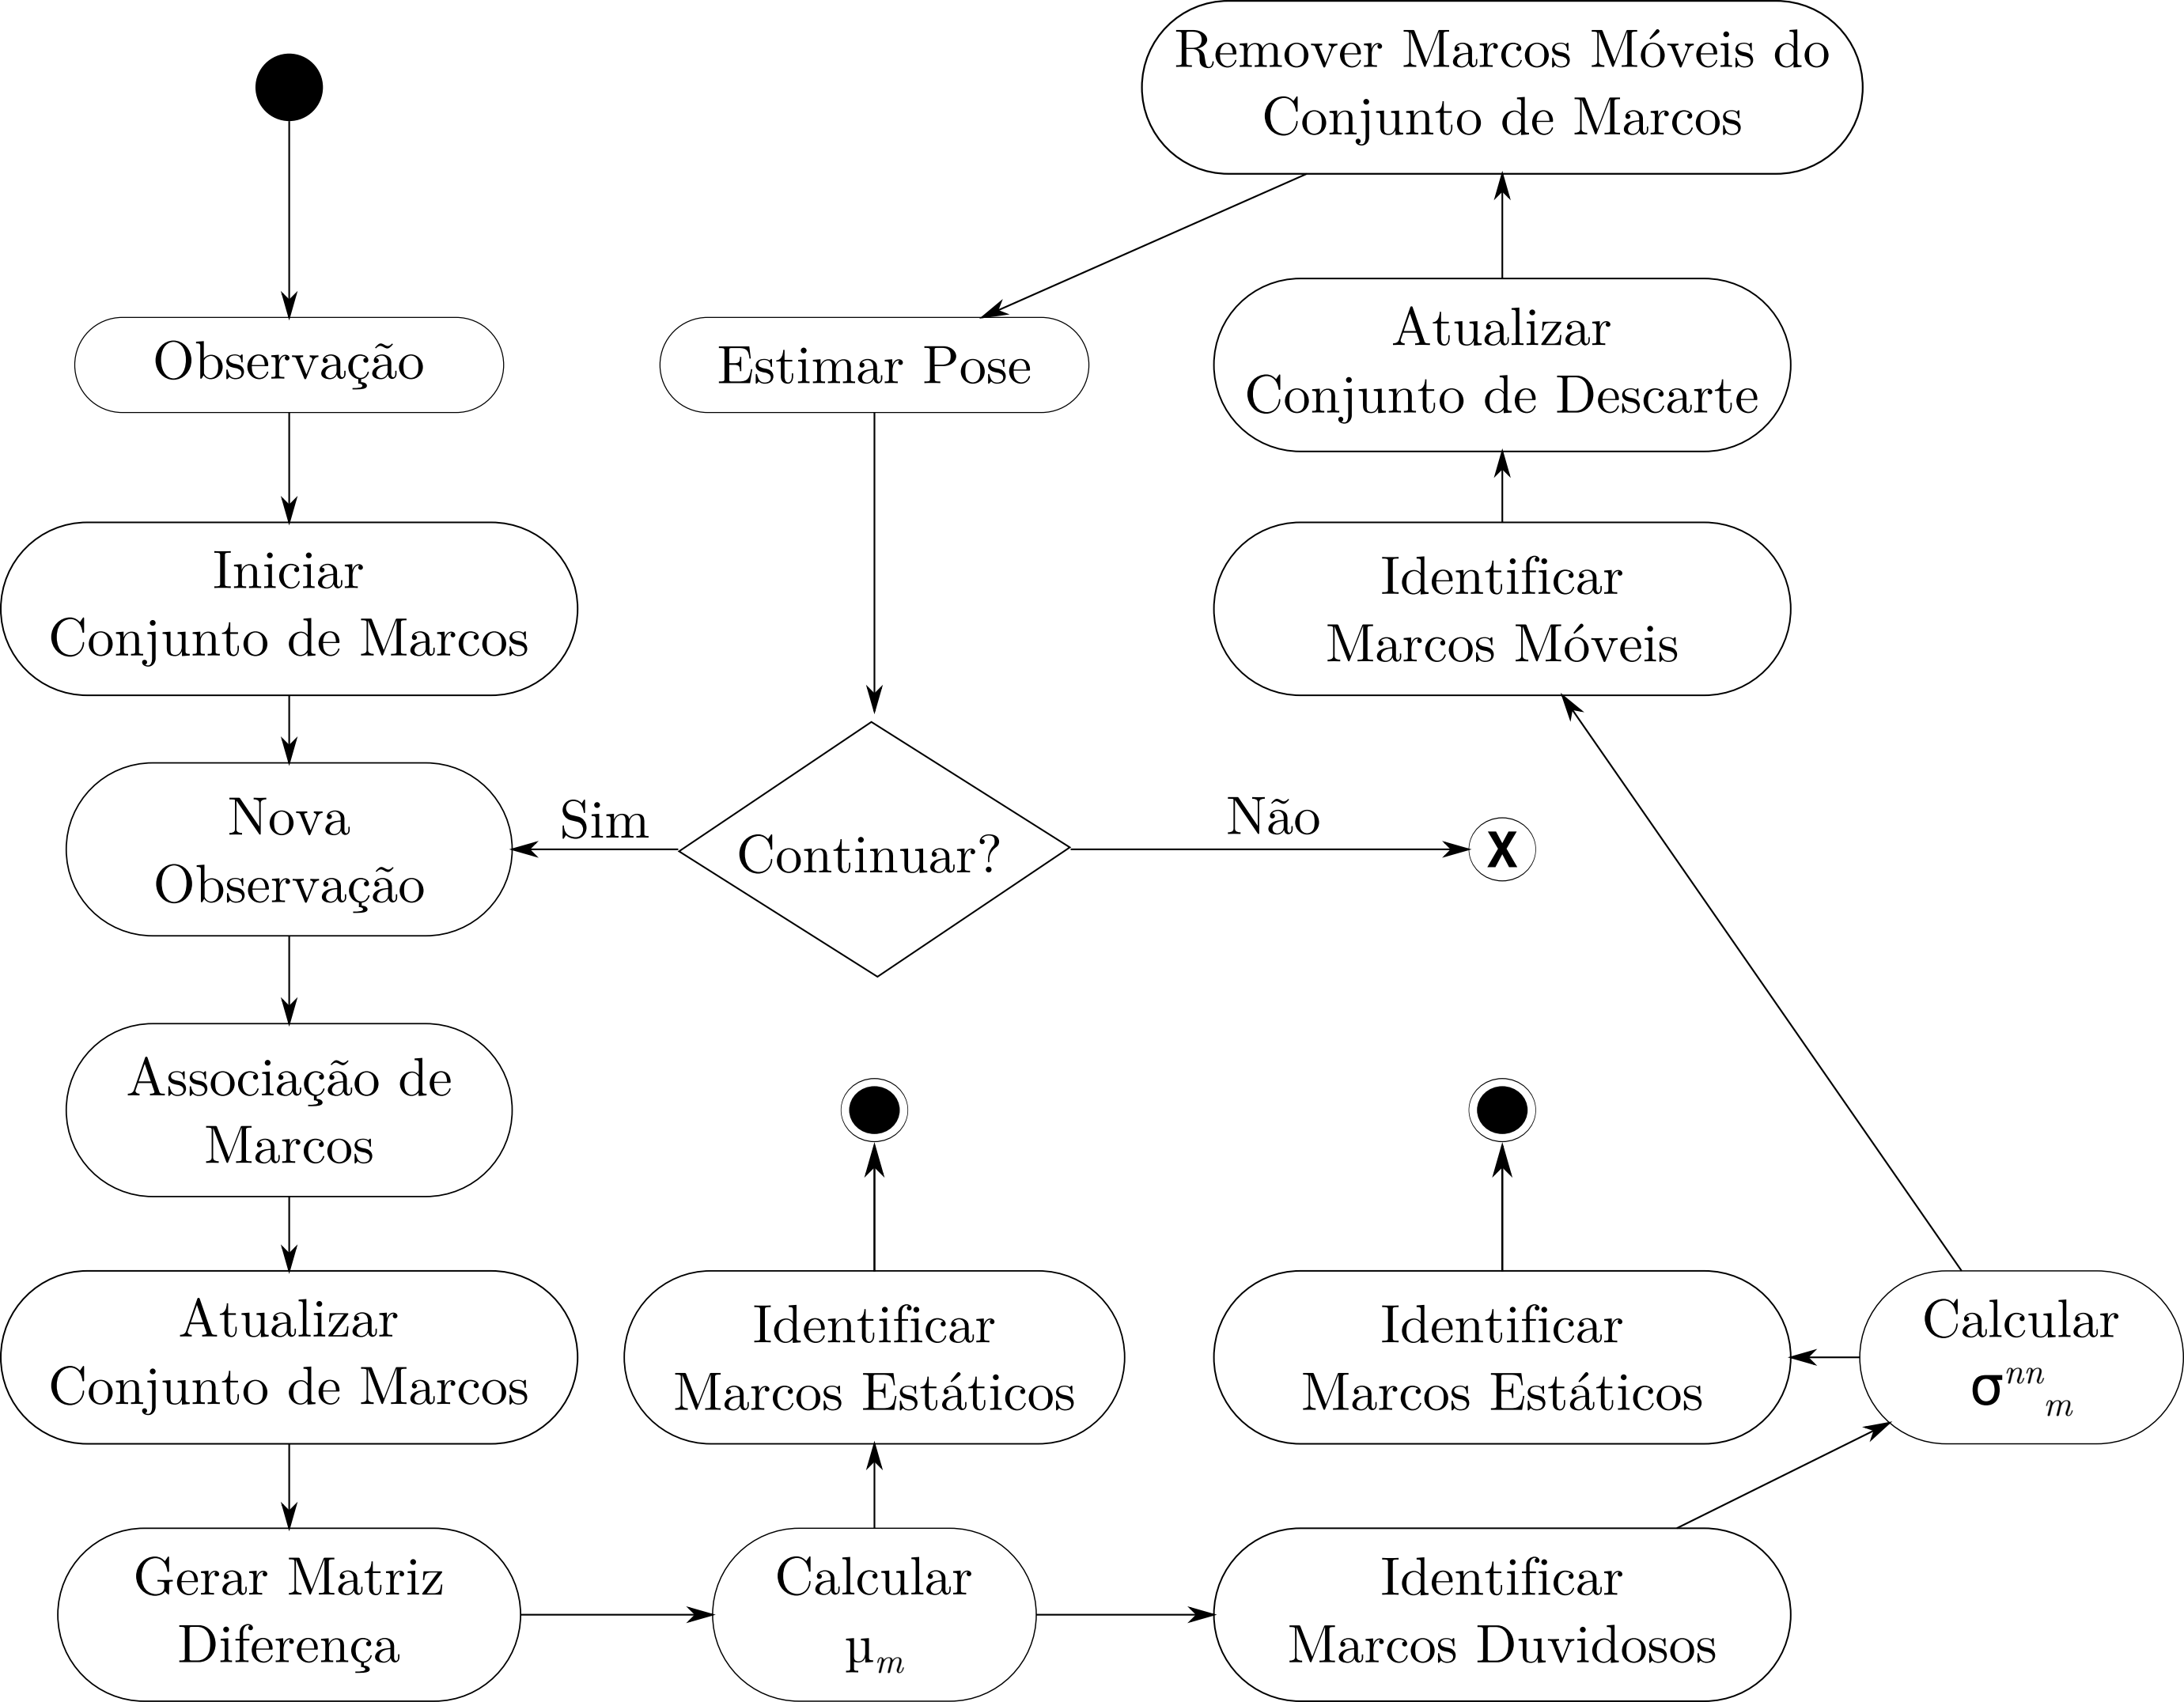 Remover Marcos Móveis do
Conjunto de Marcos
Observação
Estimar Pose
Atualizar
Conjunto de Descarte
Iniciar
Conjunto de Marcos
Identificar
Marcos Móveis
Nova
Observação
Sim
Continuar?
Não
X
Associação de
Marcos
Atualizar
Conjunto de Marcos
Identificar
Marcos Estáticos
Identificar
Marcos Estáticos
Calcular
σⁿⁿₘ
Gerar Matriz
Diferença
Calcular
μₘ
Identificar
Marcos Duvidosos